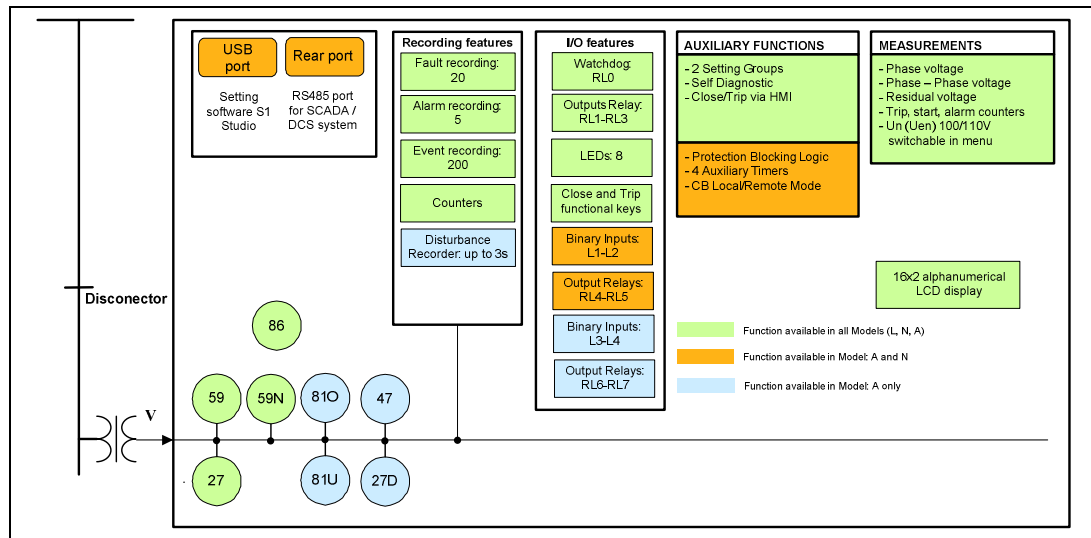 USB
port
Rear port
Setting
software S1
Studio
RS485 port
for SCADA /
DCS system
Recording features
Fault recording:
20
Alarm recording:
5
Event recording:
200
Counters
Disturbance
Recorder: up to 3s
I/O features
Watchdog:
RL0
Outputs Relay:
RL1-RL3
LEDs: 8
Close and Trip
functional keys
Binary Inputs:
L1-L2
Output Relays:
RL4-RL5
Binary Inputs:
L3-L4
Output Relays:
RL6-RL7
AUXILIARY FUNCTIONS
- 2 Setting Groups
- Self Diagnostic
- Close/Trip via HMI
- Protection Blocking Logic
- 4 Auxiliary Timers
- CB Local/Remote Mode
MEASUREMENTS
- Phase voltage
- Phase – Phase voltage
- Residual voltage
- Trip, start, alarm counters
- Un (Uen) 100/110V
switchable in menu
16x2 alphanumerical
LCD display
Function available in all Models (L, N, A)
Function available in Model: A and N
Function available in Model: A only
Disconector
86
59
59N
81O
47
V
27
81U
27D